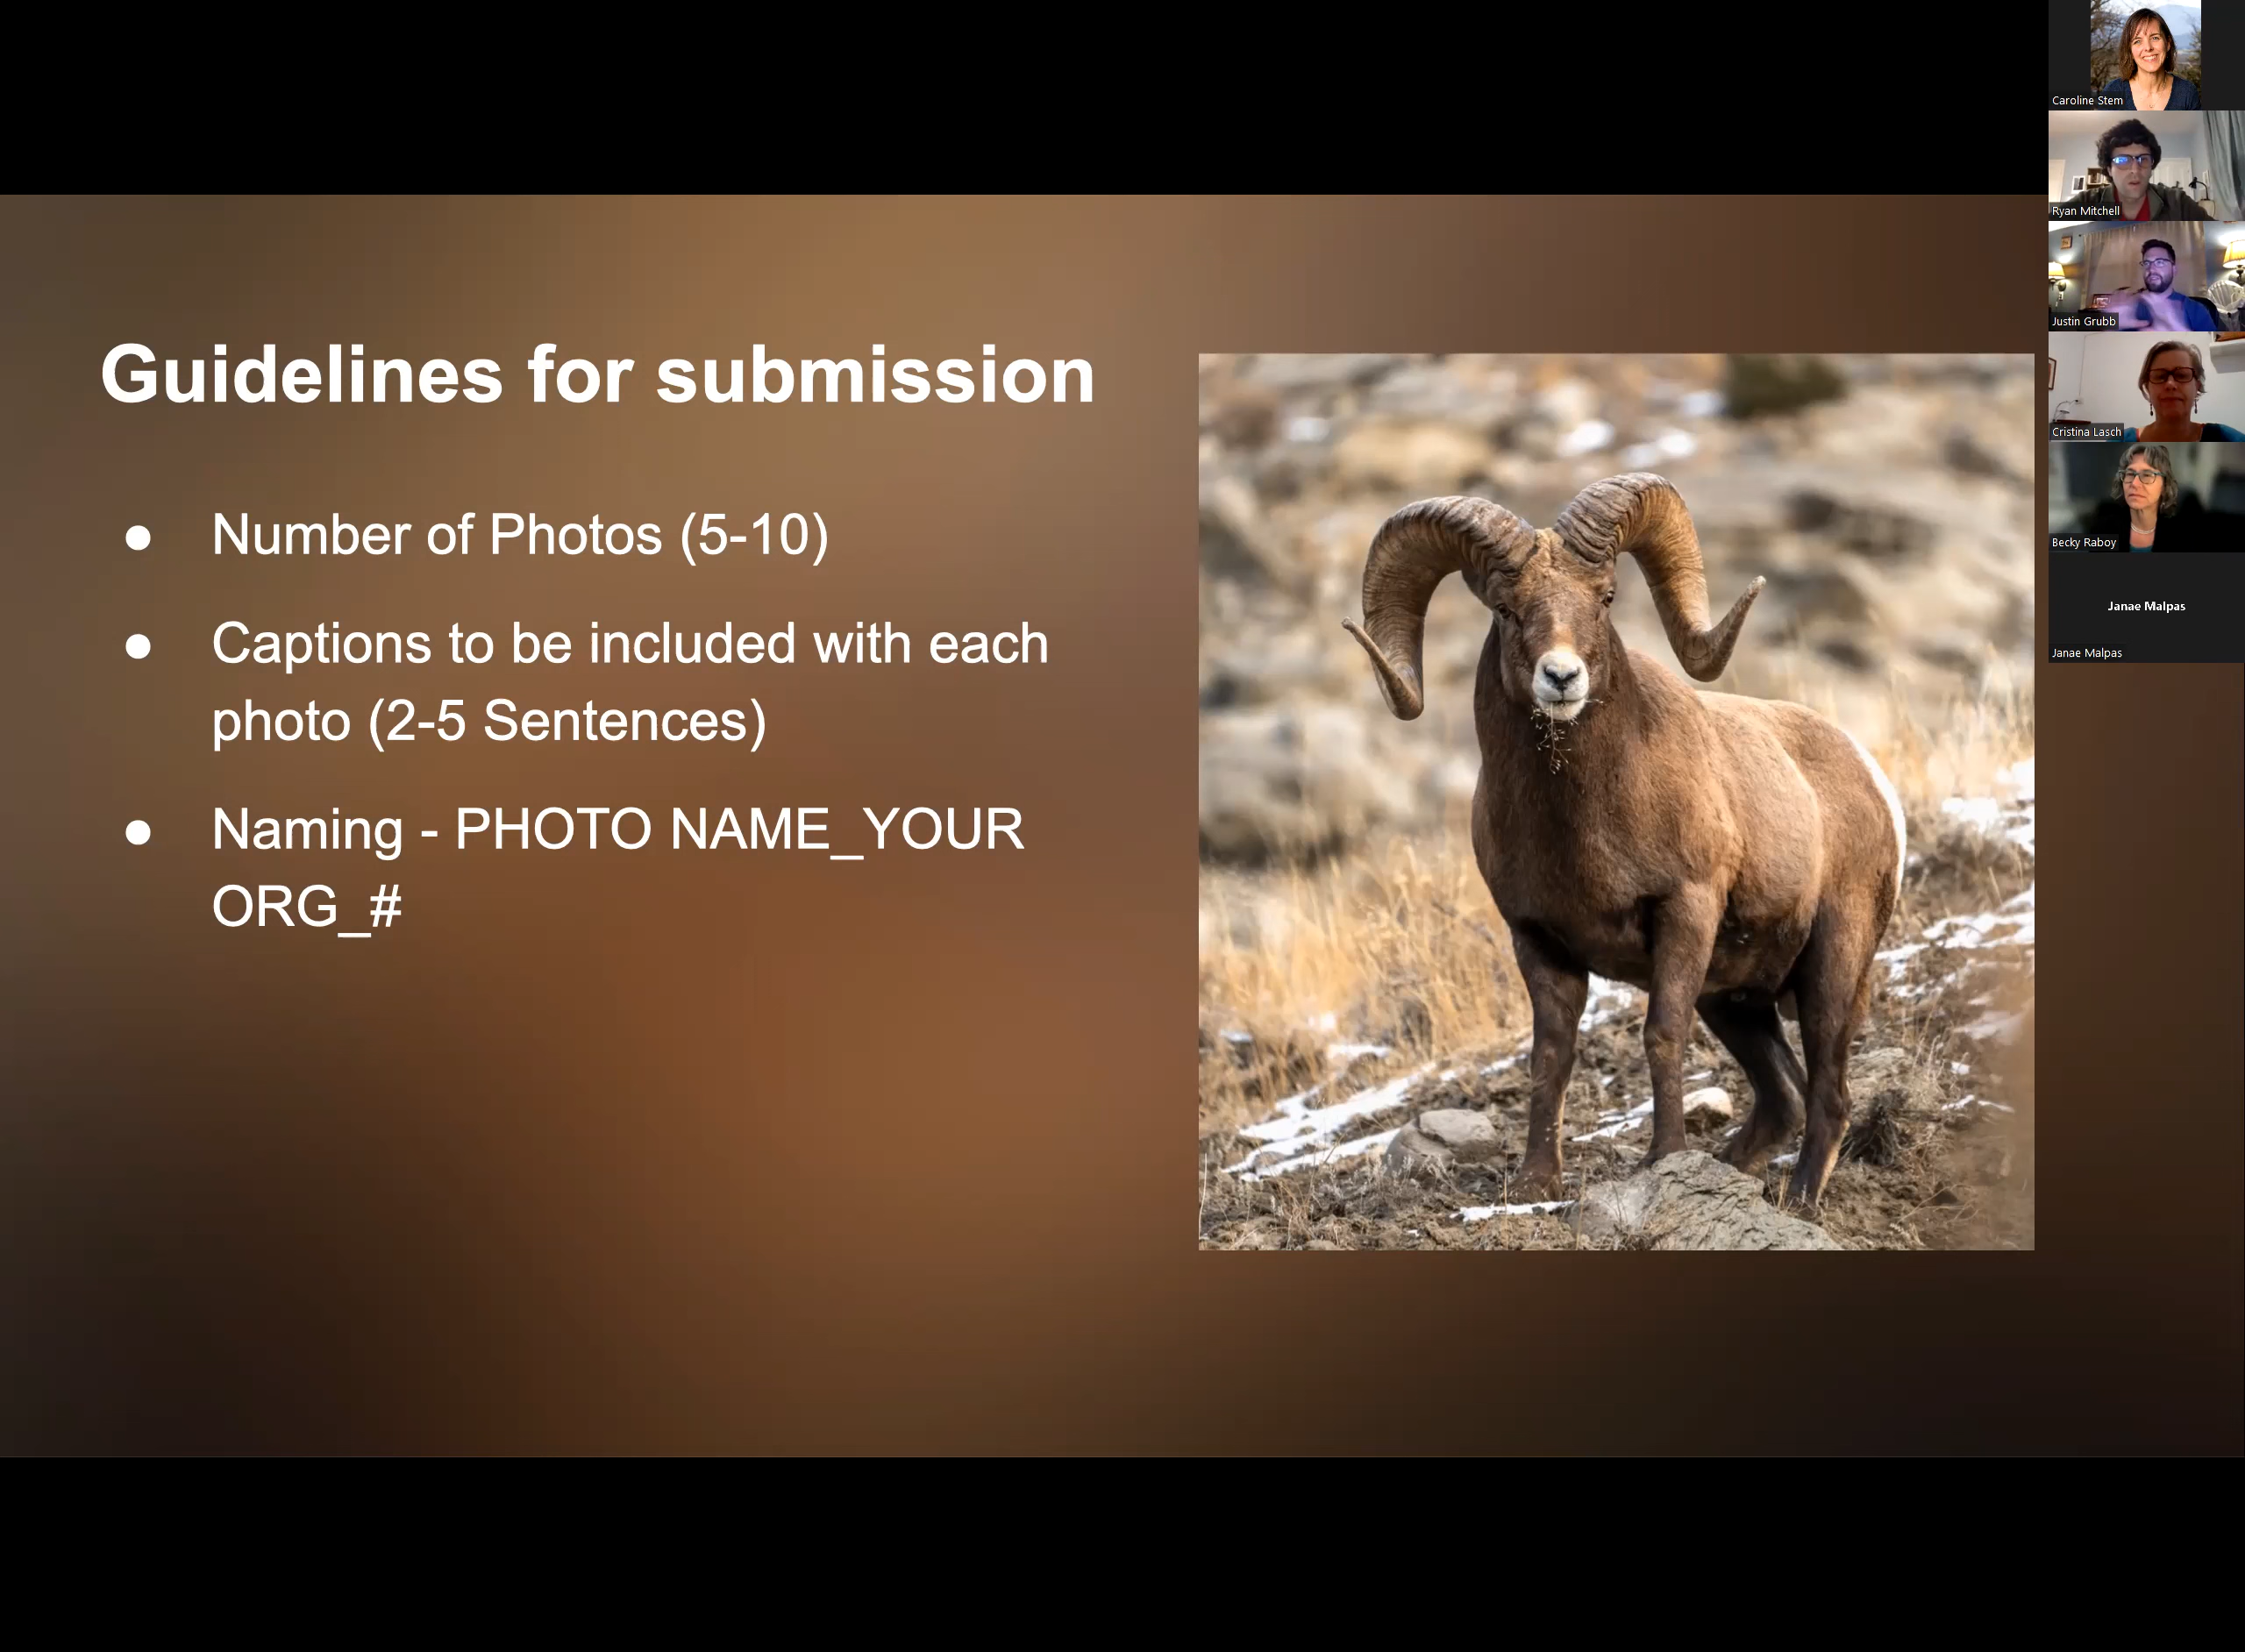 Guidelines for submission
● Number of Photos (5-10)
● Captions to be included with each
photo (2-5 Sentences)
● Naming - PHOTO NAME_YOUR
ORG_#
Caroline Stem
Ryan Mitchell
Justin Grubb
Cristina Lasch
Becky Raboy
Janae Malpas
Janae Malpas